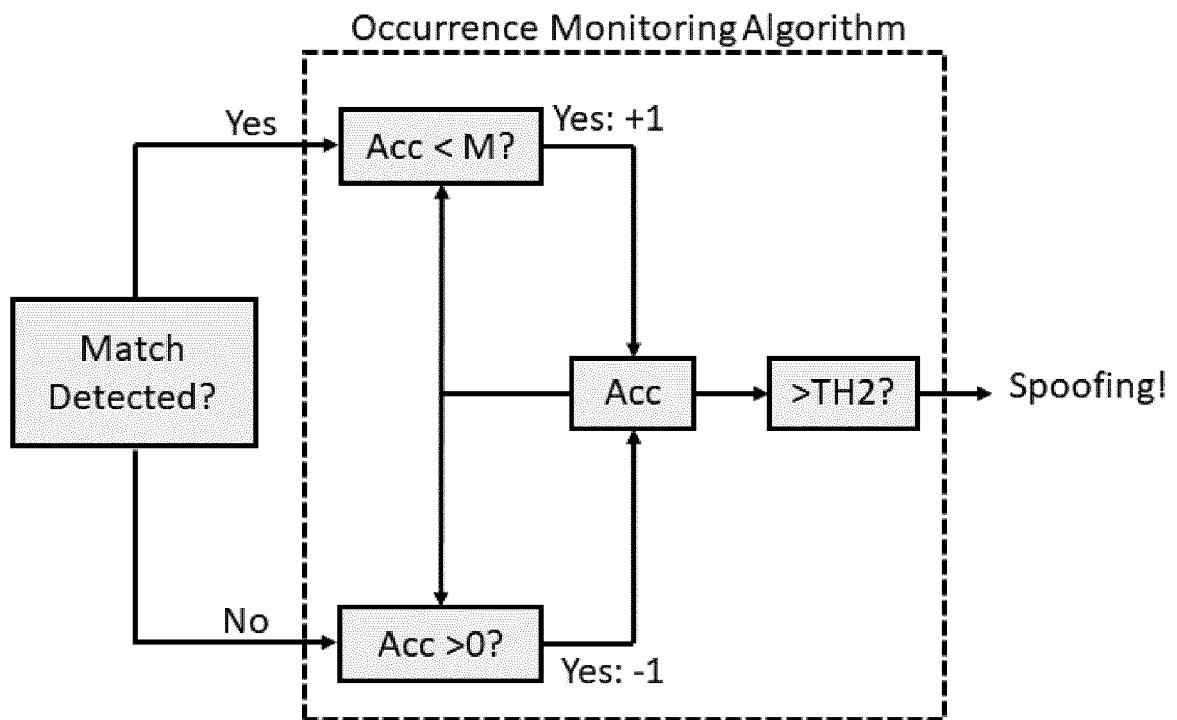 Occurrence Monitoring Algorithm
Yes
Acc < M?
Yes: +1
Match
Detected?
Acc
>TH2?
Spoofing!
No
Acc >0?
Yes: -1